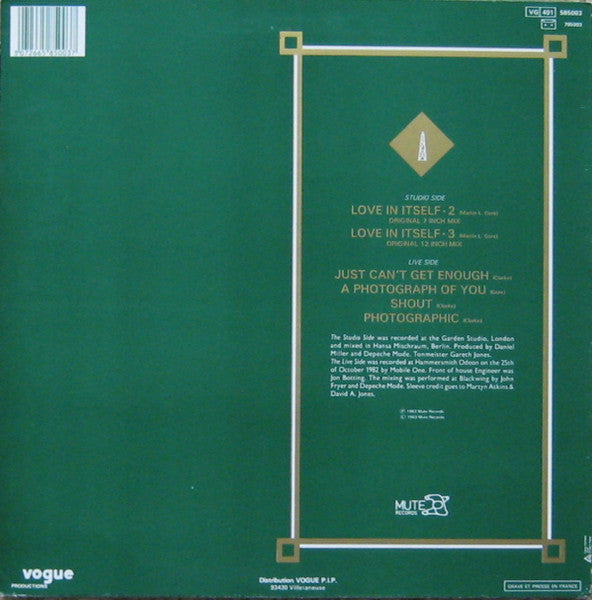 VG 401 585003
795003
STUDIO SIDE
LOVE IN ITSELF·2 (Martin L. Gore)
ORIGINAL 7 INCH MIX
LOVE IN ITSELF·3 (Martin L. Gore)
ORIGINAL 12 INCH MIX
LIVE SIDE
JUST CAN'T GET ENOUGH (Clarke)
A PHOTOGRAPH OF YOU (Gore)
SHOUT (Clarke)
PHOTOGRAPHIC (Clarke)
The Studio Side was recorded at the Garden Studio, London
and mixed in Hansa Mischraum, Berlin. Produced by Daniel
Miller and Depeche Mode. Tonmeister Gareth Jones.
The Live Side was recorded at Hammersmith Odeon on the 25th
of October 1982 by Mobile One. Front of house Engineer was
Jon Botting. The mixing was performed at Blackwing by John
Fryer and Depeche Mode. Sleeve credit goes to Martyn Atkins &
David A. Jones.
℗ 1983 Mute Records
© 1983 Mute Records
MUTE
RECORDS
vogue
PRODUCTIONS
Distribution VOGUE P.I.P.
93430 Villetaneuse
GRAVE ET PRESSE EN FRANCE